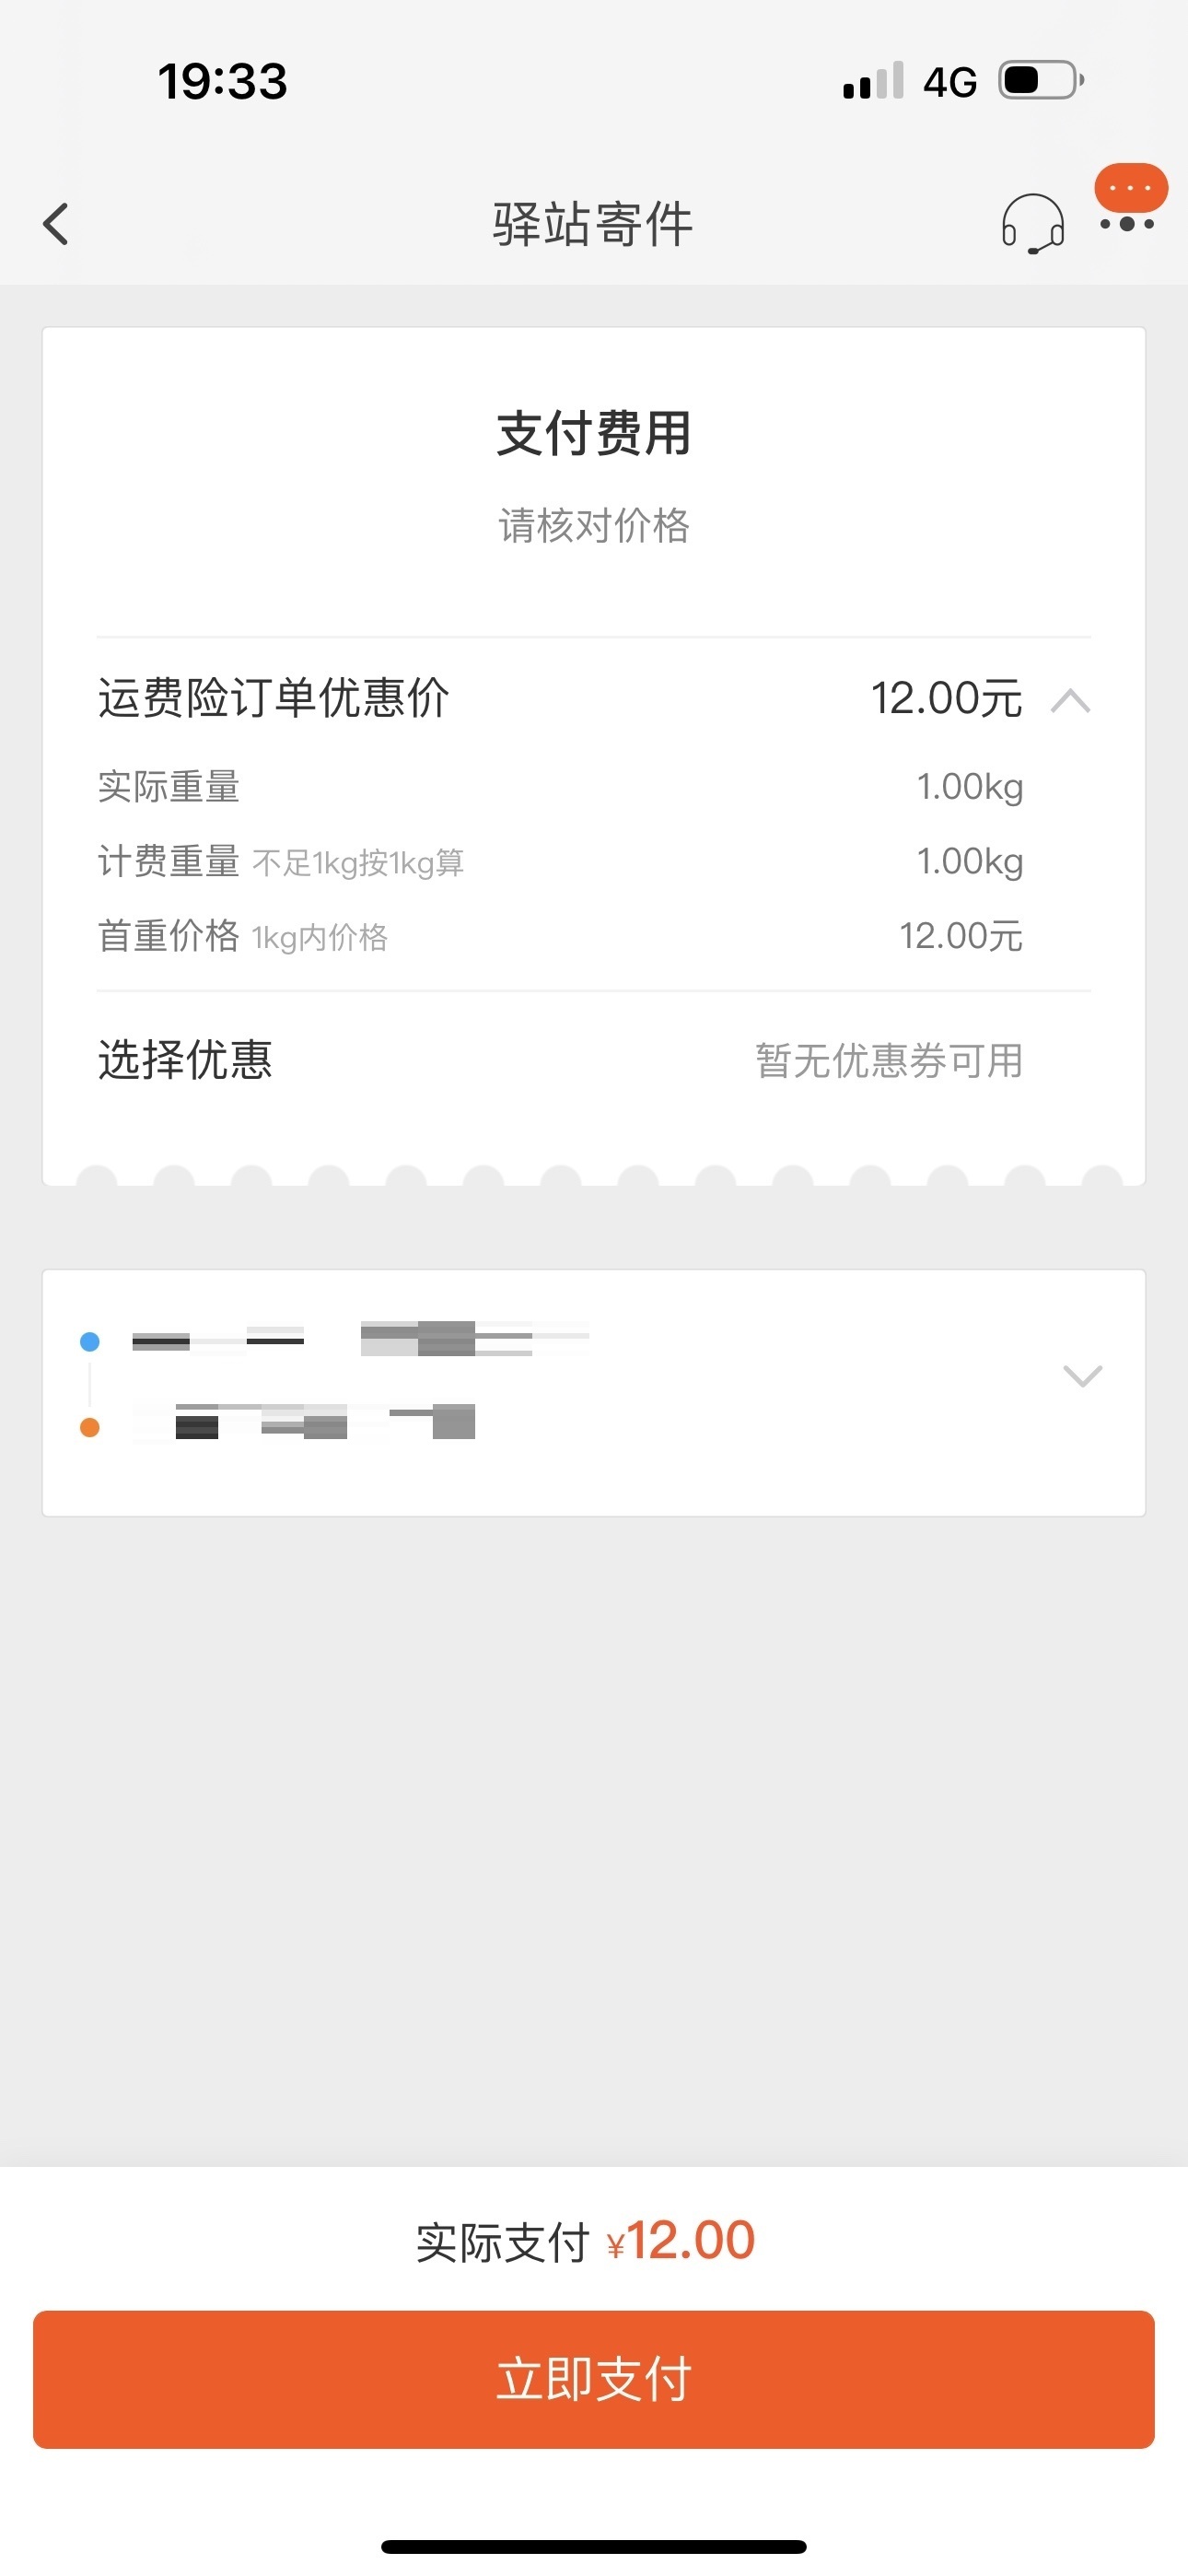 19:33 4G
驿站寄件
支付费用
请核对价格
运费险订单优惠价 12.00元
实际重量 1.00kg
计费重量 不足1kg按1kg算 1.00kg
首重价格 1kg内价格 12.00元
选择优惠 暂无优惠券可用
实际支付 ¥12.00
立即支付